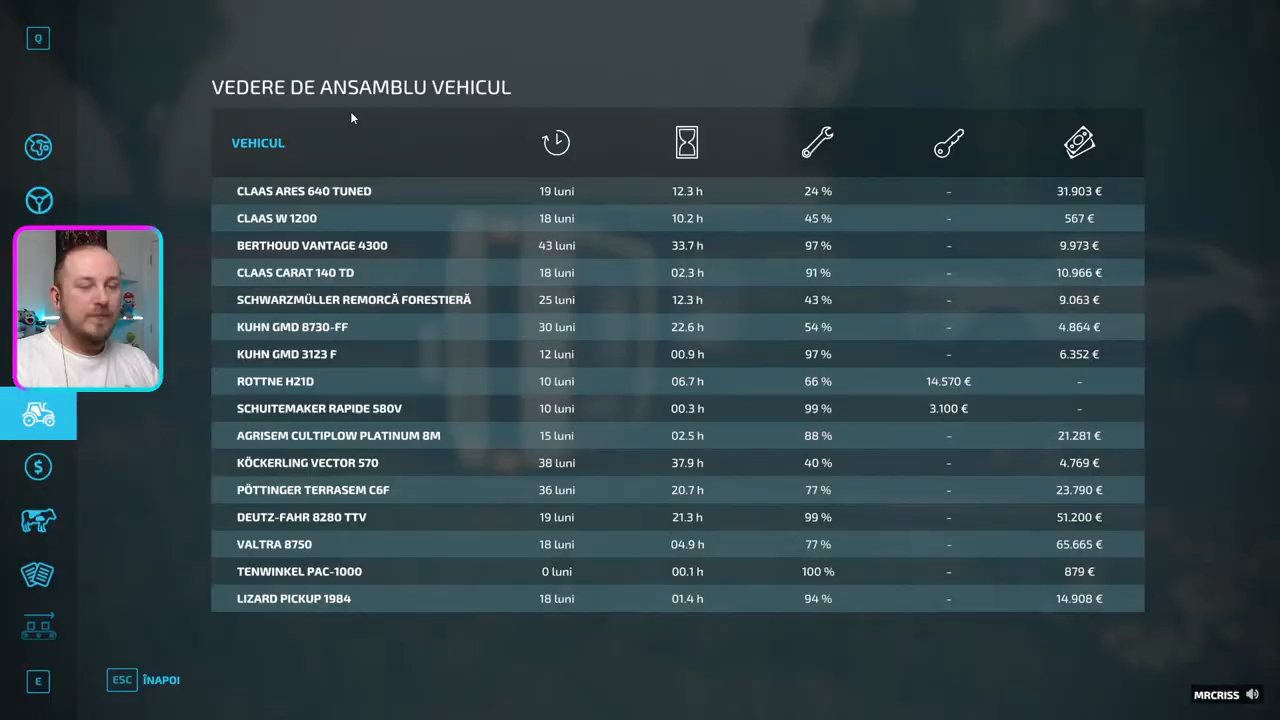 Q
VEDERE DE ANSAMBLU VEHICUL
VEHICUL
CLAAS ARES 640 TUNED 19 luni 12.3 h 24 % - 31.903 €
CLAAS W 1200 18 luni 10.2 h 45 % - 567 €
BERTHOUD VANTAGE 4300 43 luni 33.7 h 97 % - 9.973 €
CLAAS CARAT 140 TD 18 luni 02.3 h 91 % - 10.966 €
SCHWARZMÜLLER REMORCĂ FORESTIERĂ 25 luni 12.3 h 43 % - 9.063 €
KUHN GMD 8730-FF 30 luni 22.6 h 54 % - 4.864 €
KUHN GMD 3123 F 12 luni 00.9 h 97 % - 6.352 €
ROTTNE H21D 10 luni 06.7 h 66 % 14.570 € -
SCHUITEMAKER RAPIDE 580V 10 luni 00.3 h 99 % 3.100 € -
AGRISEM CULTIPLOW PLATINUM 8M 15 luni 02.5 h 88 % - 21.281 €
KÖCKERLING VECTOR 570 38 luni 37.9 h 40 % - 4.769 €
PÖTTINGER TERRASEM C6F 36 luni 20.7 h 77 % - 23.790 €
DEUTZ-FAHR 8280 TTV 19 luni 21.3 h 99 % - 51.200 €
VALTRA 8750 18 luni 04.9 h 77 % - 65.665 €
TENWINKEL PAC-1000 0 luni 00.1 h 100 % - 879 €
LIZARD PICKUP 1984 18 luni 01.4 h 94 % - 14.908 €
E
ESC ÎNAPOI
MRCRISS